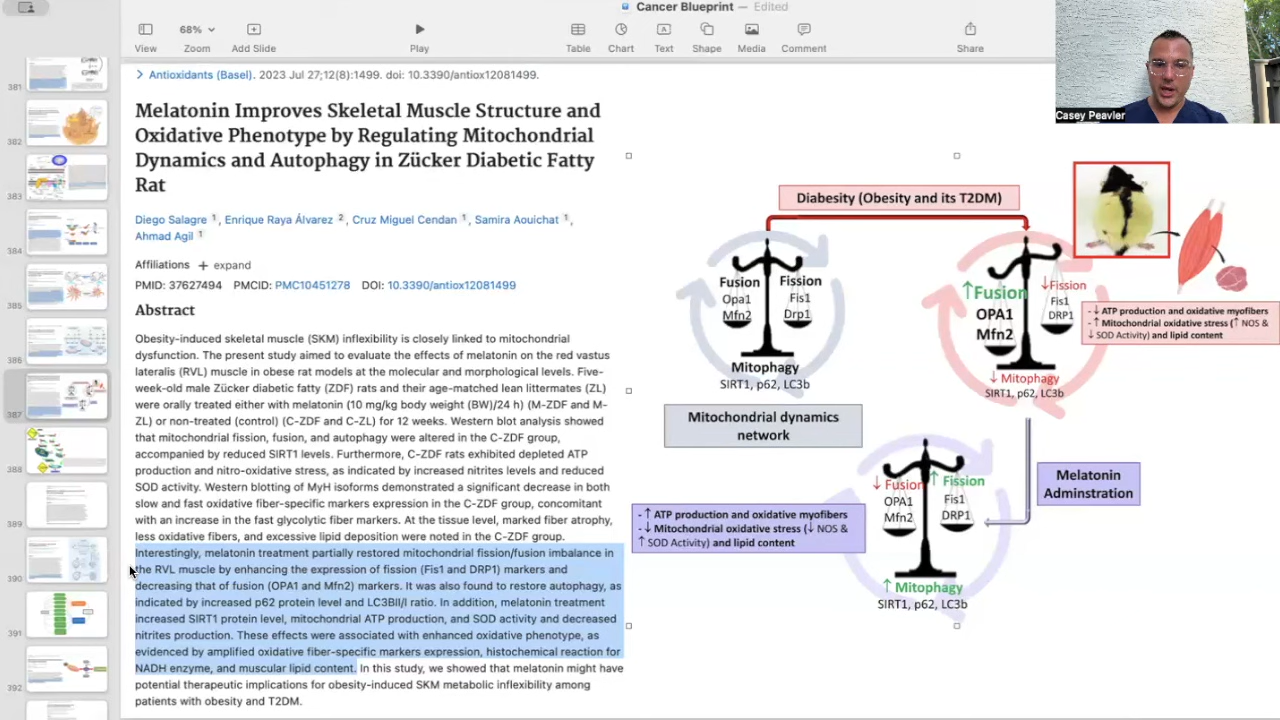 Cancer Blueprint — Edited
View
68%
Zoom
Add Slide
Play
Table
Chart
Text
Shape
Media
Comment
Share
Casey Peavler
381
382
383
384
385
386
387
388
389
390
391
392
> Antioxidants (Basel). 2023 Jul 27;12(8):1499. doi: 10.3390/antiox12081499.
Melatonin Improves Skeletal Muscle Structure and
Oxidative Phenotype by Regulating Mitochondrial
Dynamics and Autophagy in Zücker Diabetic Fatty
Rat
Diego Salagre 1, Enrique Raya Álvarez 2, Cruz Miguel Cendan 1, Samira Aouichat 1,
Ahmad Agil 1
Affiliations + expand
PMID: 37627494 PMCID: PMC10451278 DOI: 10.3390/antiox12081499
Abstract
Obesity-induced skeletal muscle (SKM) inflexibility is closely linked to mitochondrial
dysfunction. The present study aimed to evaluate the effects of melatonin on the red vastus
lateralis (RVL) muscle in obese rat models at the molecular and morphological levels. Five-
week-old male Zücker diabetic fatty (ZDF) rats and their age-matched lean littermates (ZL)
were orally treated either with melatonin (10 mg/kg body weight (BW)/24 h) (M-ZDF and M-
ZL) or non-treated (control) (C-ZDF and C-ZL) for 12 weeks. Western blot analysis showed
that mitochondrial fission, fusion, and autophagy were altered in the C-ZDF group,
accompanied by reduced SIRT1 levels. Furthermore, C-ZDF rats exhibited depleted ATP
production and nitro-oxidative stress, as indicated by increased nitrites levels and reduced
SOD activity. Western blotting of MyH isoforms demonstrated a significant decrease in both
slow and fast oxidative fiber-specific markers expression in the C-ZDF group, concomitant
with an increase in the fast glycolytic fiber markers. At the tissue level, marked fiber atrophy,
less oxidative fibers, and excessive lipid deposition were noted in the C-ZDF group.
Interestingly, melatonin treatment partially restored mitochondrial fission/fusion imbalance in
the RVL muscle by enhancing the expression of fission (Fis1 and DRP1) markers and
decreasing that of fusion (OPA1 and Mfn2) markers. It was also found to restore autophagy, as
indicated by increased p62 protein level and LC3BII/I ratio. In addition, melatonin treatment
increased SIRT1 protein level, mitochondrial ATP production, and SOD activity and decreased
nitrites production. These effects were associated with enhanced oxidative phenotype, as
evidenced by amplified oxidative fiber-specific markers expression, histochemical reaction for
NADH enzyme, and muscular lipid content. In this study, we showed that melatonin might have
potential therapeutic implications for obesity-induced SKM metabolic inflexibility among
patients with obesity and T2DM.
Diabesity (Obesity and its T2DM)
Fusion
Opa1
Mfn2
Fission
Fis1
Drp1
Mitophagy
SIRT1, p62, LC3b
Mitochondrial dynamics
network
↑Fusion
OPA1
Mfn2
↓Fission
Fis1
DRP1
↓ Mitophagy
SIRT1, p62, LC3b
- ↓ ATP production and oxidative myofibers
- ↑ Mitochondrial oxidative stress (↑ NOS &
↓ SOD Activity) and lipid content
Melatonin
Adminstration
↓ Fusion
OPA1
Mfn2
↑ Fission
Fis1
DRP1
↑ Mitophagy
SIRT1, p62, LC3b
- ↑ ATP production and oxidative myofibers
- ↓ Mitochondrial oxidative stress (↓ NOS &
↑ SOD Activity) and lipid content